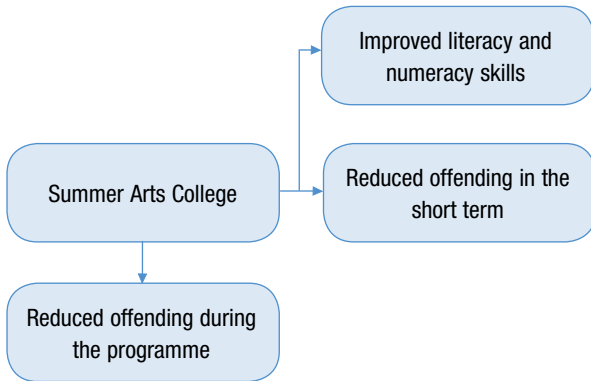 Improved literacy and
numeracy skills
Summer Arts College
Reduced offending in the
short term
Reduced offending during
the programme